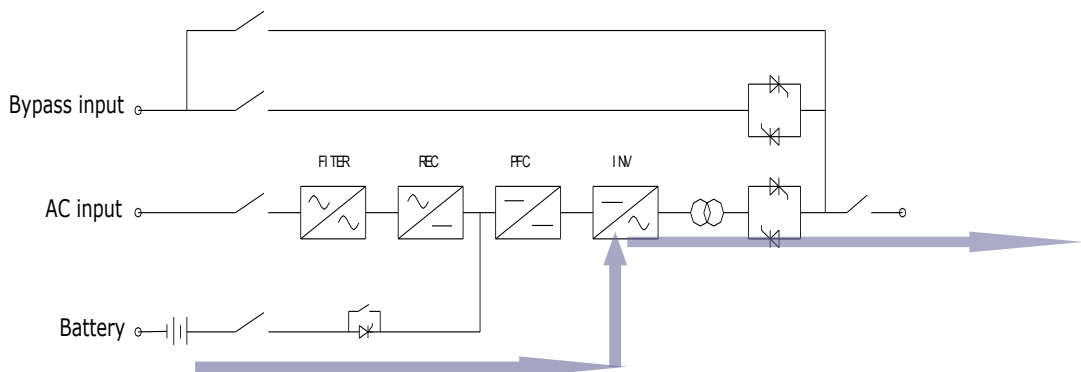 Bypass input
FITER
REC
PFC
INV
AC input
Battery